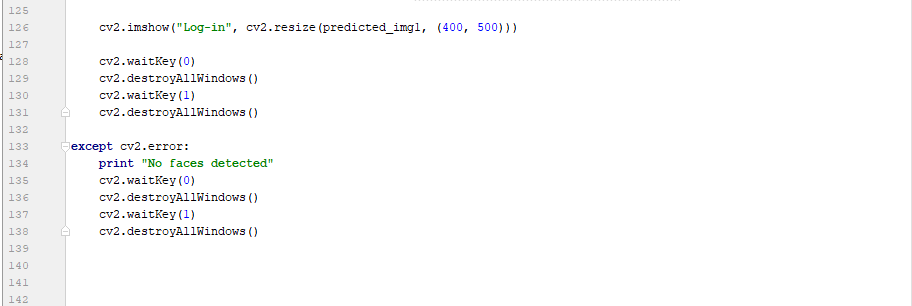 125
126 cv2.imshow("Log-in", cv2.resize(predicted_img1, (400, 500)))
127
128 cv2.waitKey(0)
129 cv2.destroyAllWindows()
130 cv2.waitKey(1)
131 cv2.destroyAllWindows()
132
133 except cv2.error:
134 print "No faces detected"
135 cv2.waitKey(0)
136 cv2.destroyAllWindows()
137 cv2.waitKey(1)
138 cv2.destroyAllWindows()
139
140
141
142